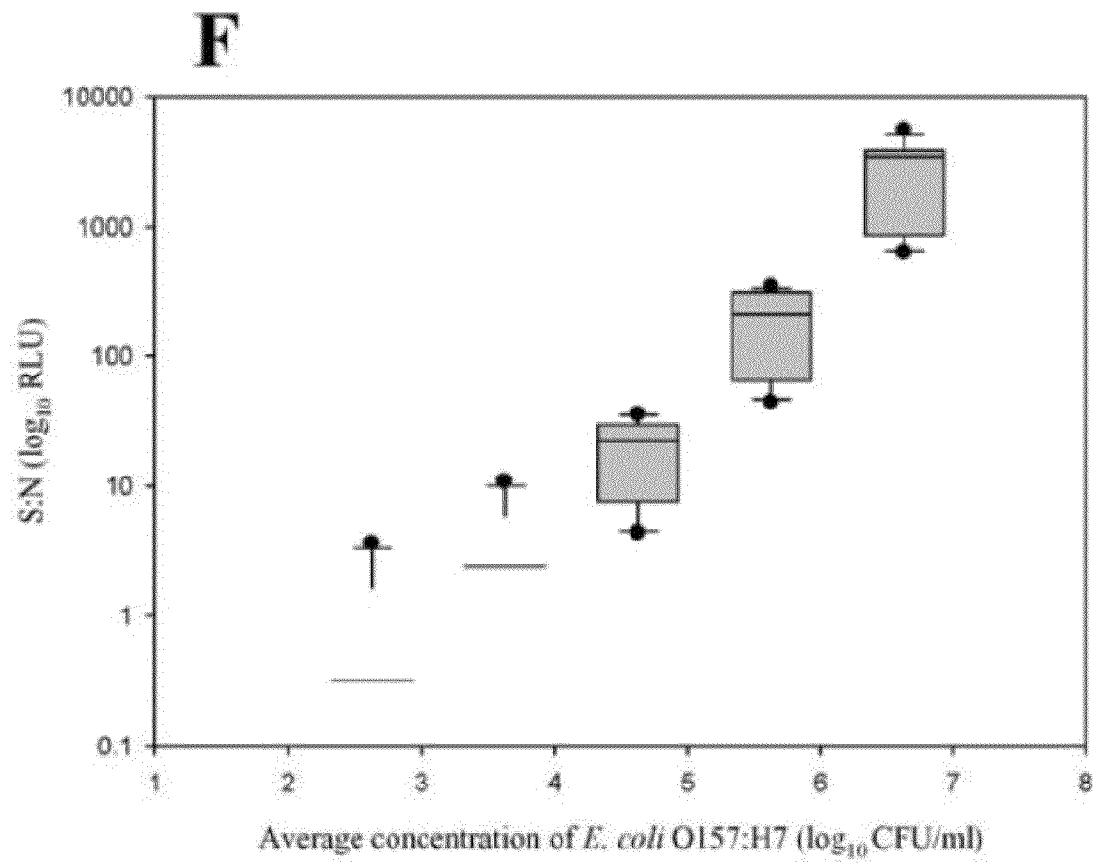 F
10000
1000
100
10
1
0.1
S:N (log10 RLU)
1 2 3 4 5 6 7 8
Average concentration of E. coli O157:H7 (log10 CFU/ml)